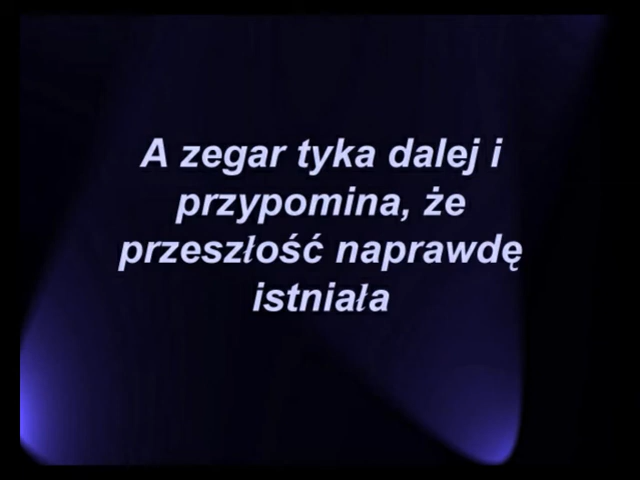 A zegar tyka dalej i
przypomina, że
przeszłość naprawdę
istniała